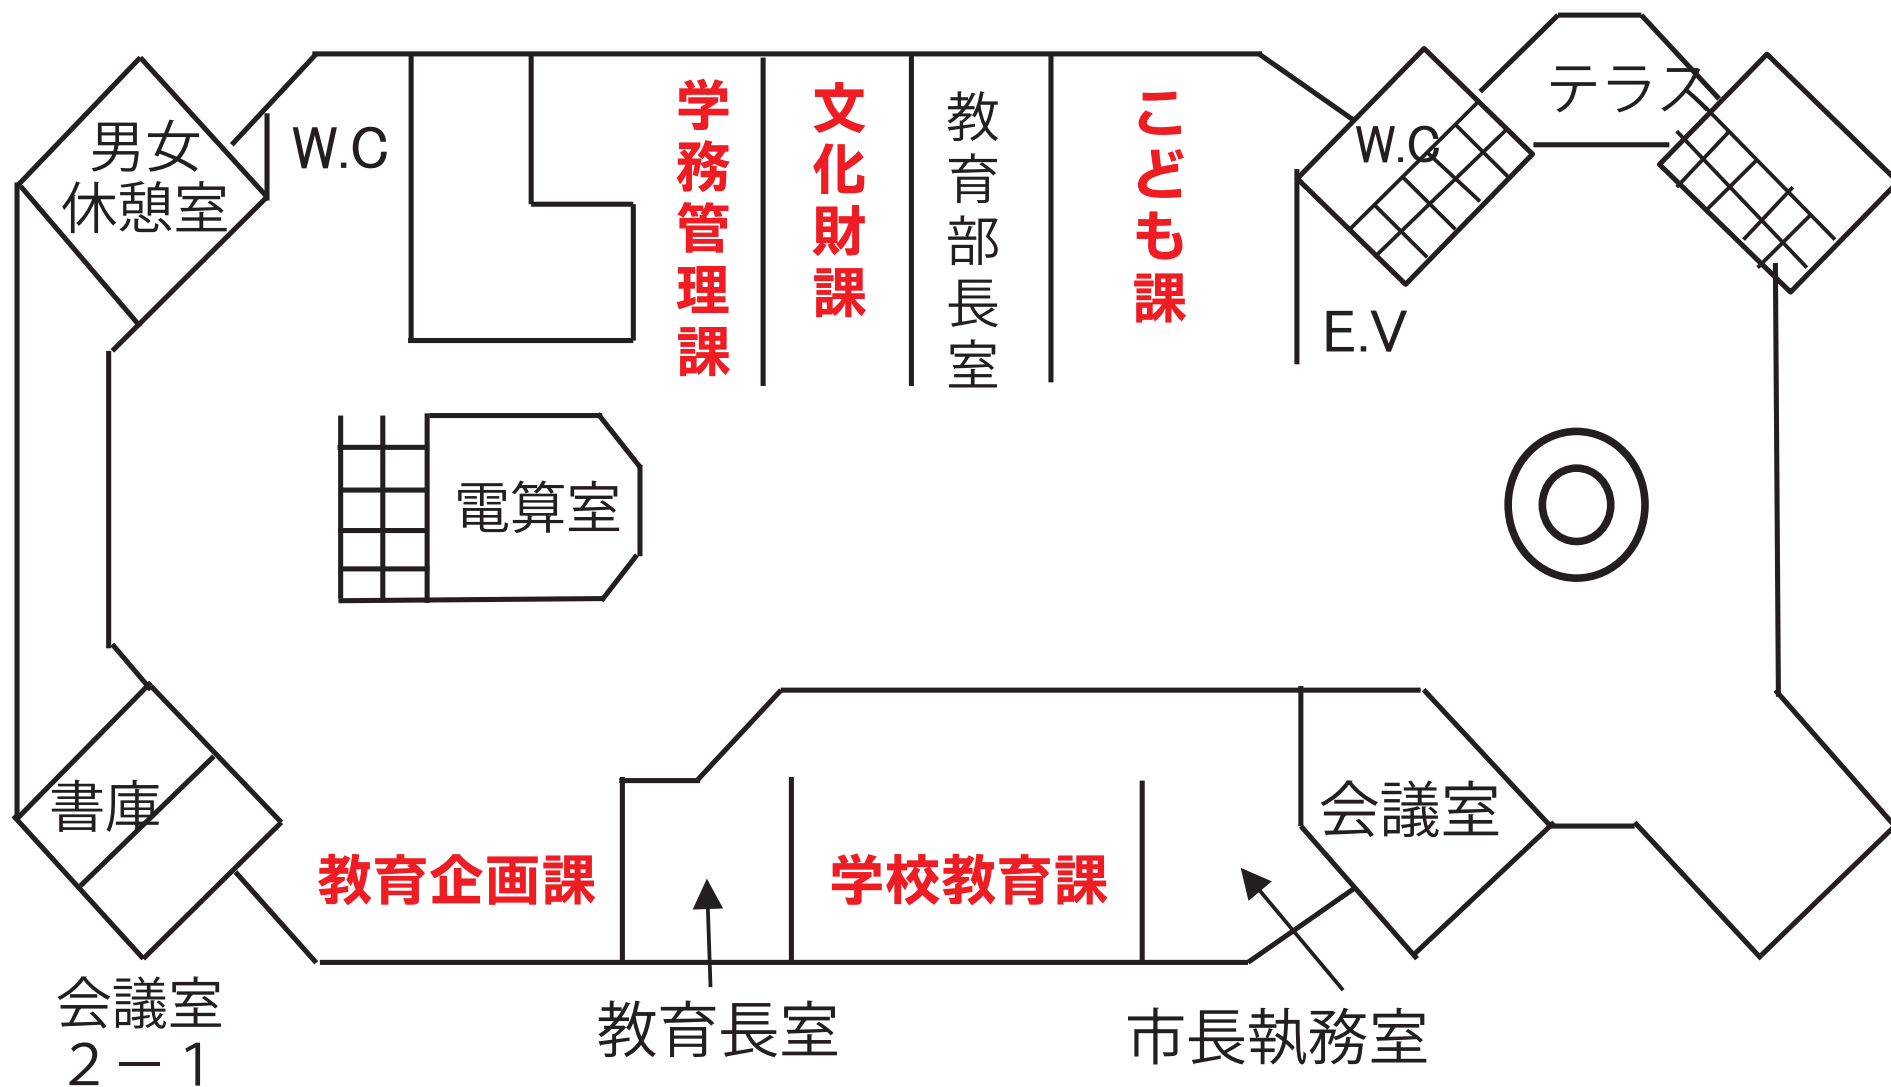 男女
休憩室
W.C
学務管理課
文化財課
教育部長室
こども課
W.C
テラス
E.V
電算室
書庫
会議室
2－1
教育企画課
教育長室
学校教育課
市長執務室
会議室